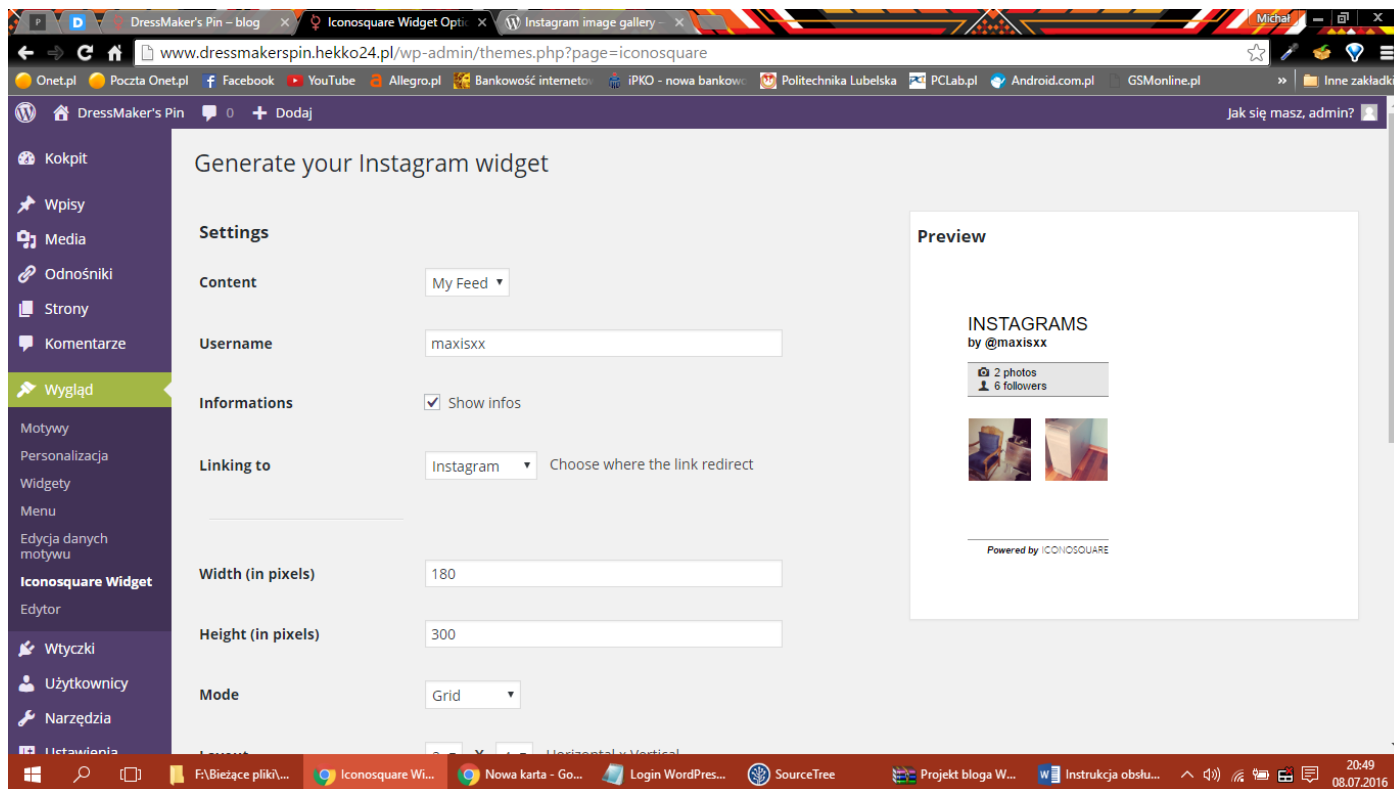 P
D
DressMaker's Pin – blog
Iconosquare Widget Optic
Instagram image gallery –
Michał
www.dressmakerspin.hekko24.pl/wp-admin/themes.php?page=iconosquare
Onet.pl Poczta Onet.pl Facebook YouTube Allegro.pl Bankowość internetow iPKO - nowa bankowo Politechnika Lubelska PCLab.pl Android.com.pl GSMonline.pl » Inne zakładki
DressMaker's Pin 0 + Dodaj Jak się masz, admin?
Kokpit
Wpisy
Media
Odnośniki
Strony
Komentarze
Wygląd
Motywy
Personalizacja
Widgety
Menu
Edycja danych
motywu
Iconosquare Widget
Edytor
Wtyczki
Użytkownicy
Narzędzia
Ustawienia
Generate your Instagram widget
Settings
Content My Feed
Username maxisxx
Informations Show infos
Linking to Instagram Choose where the link redirect
Width (in pixels) 180
Height (in pixels) 300
Mode Grid
Layout X Horizontal x Vertical
Preview
INSTAGRAMS
by @maxisxx
2 photos
6 followers
Powered by ICONOSQUARE
F:\Bieżące pliki\... Iconosquare Wi... Nowa karta - Go... Login WordPres... SourceTree Projekt bloga W... Instrukcja obsłu...
20:49
08.07.2016